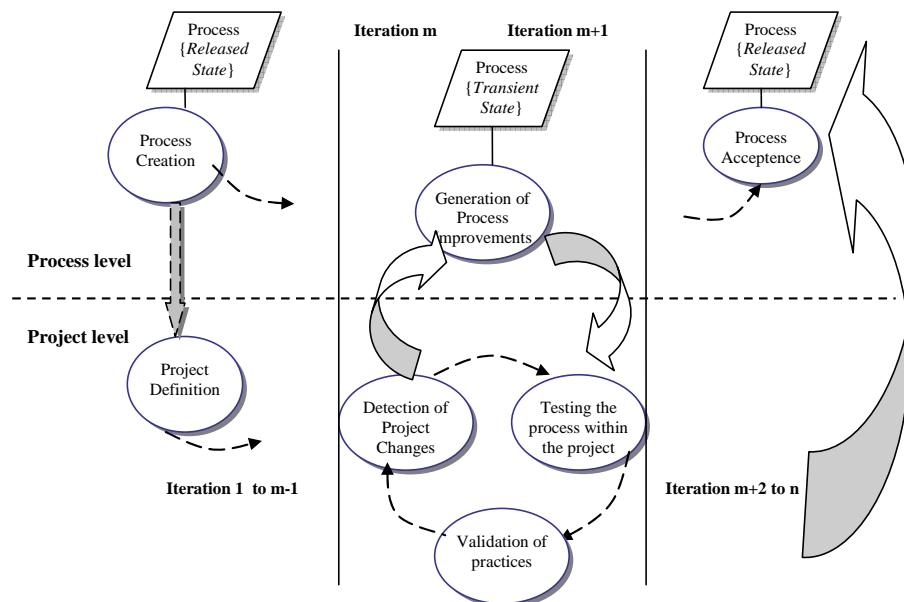 Process
{Released
State}
Iteration m
Iteration m+1
Process
{Transient
State}
Process
{Released
State}
Process
Creation
Process
Acceptence
Generation of
Process
mprovements
Process level
Project level
Project
Definition
Detection of
Project
Changes
Testing the
process within
the project
Iteration 1 to m-1
Iteration m+2 to n
Validation of
practices